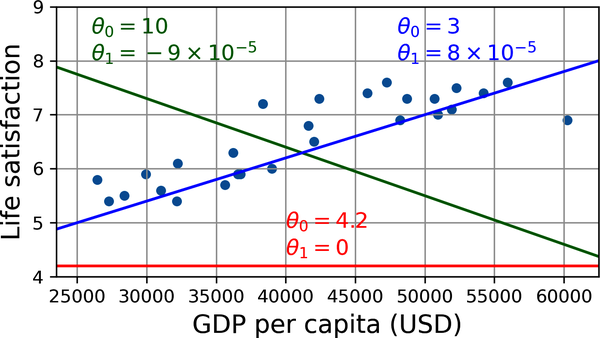 9
8
7
6
5
4
Life satisfaction
θ₀ = 10
θ₁ = −9 × 10⁻⁵
θ₀ = 3
θ₁ = 8 × 10⁻⁵
θ₀ = 4.2
θ₁ = 0
25000 30000 35000 40000 45000 50000 55000 60000
GDP per capita (USD)